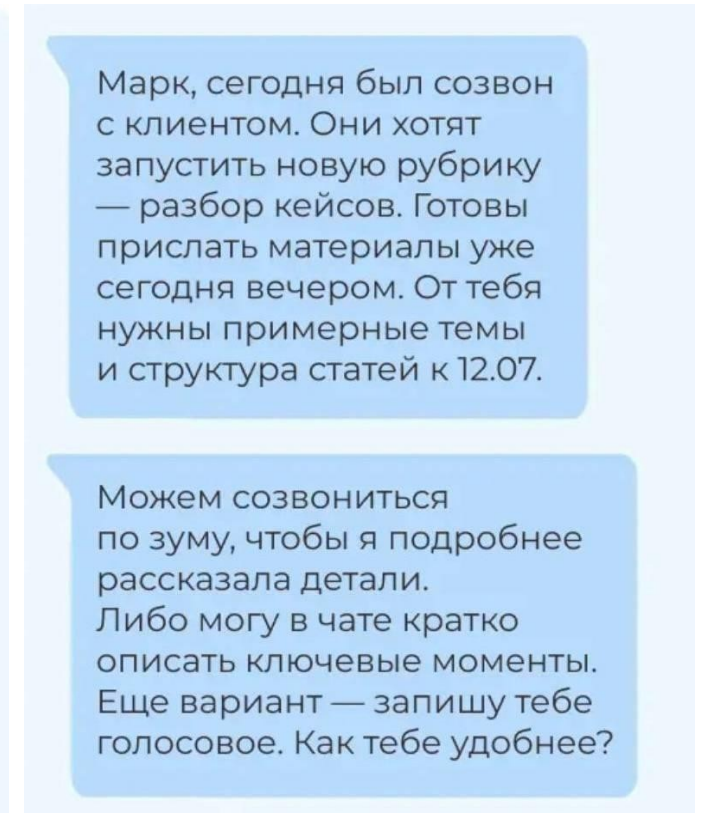 Марк, сегодня был созвон
с клиентом. Они хотят
запустить новую рубрику
— разбор кейсов. Готовы
прислать материалы уже
сегодня вечером. От тебя
нужны примерные темы
и структура статей к 12.07.
Можем созвониться
по зуму, чтобы я подробнее
рассказала детали.
Либо могу в чате кратко
описать ключевые моменты.
Еще вариант — запишу тебе
голосовое. Как тебе удобнее?